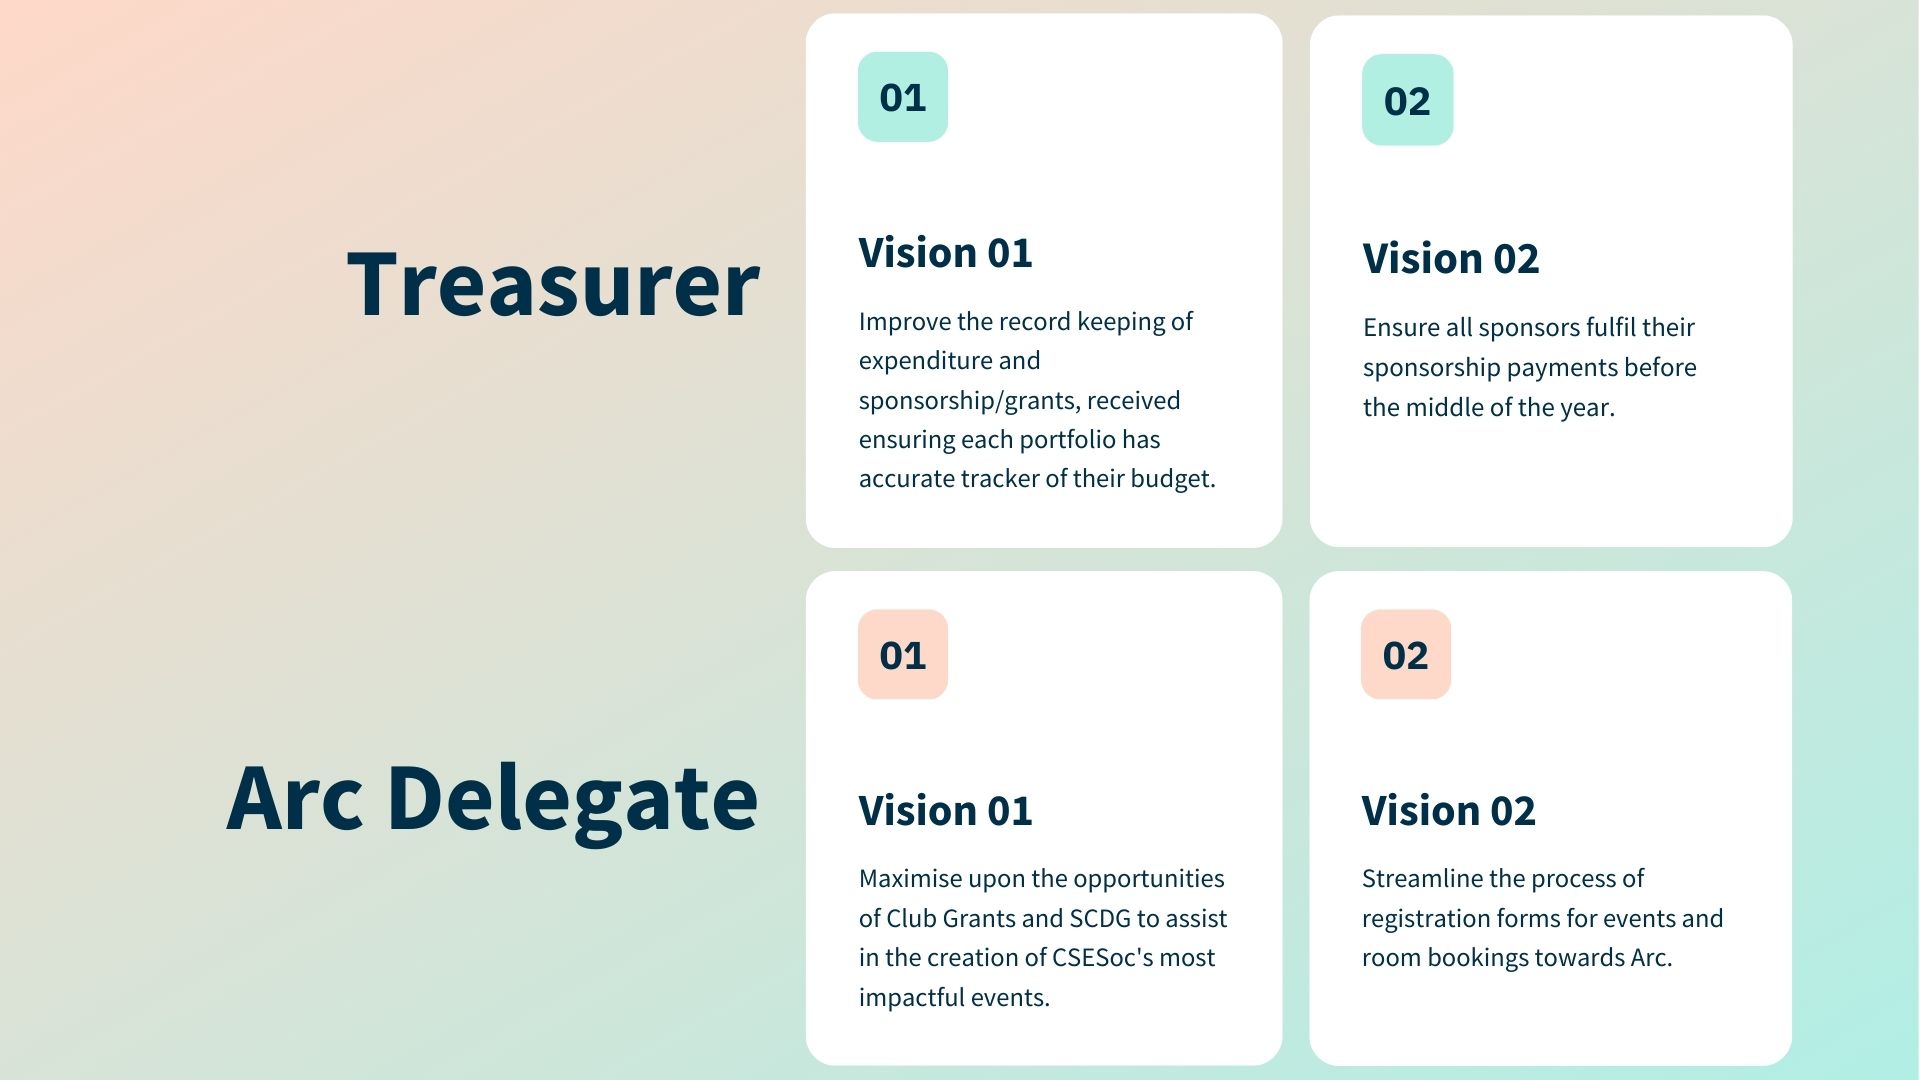 Treasurer
01
Vision 01
Improve the record keeping of
expenditure and
sponsorship/grants, received
ensuring each portfolio has
accurate tracker of their budget.
02
Vision 02
Ensure all sponsors fulfil their
sponsorship payments before
the middle of the year.
Arc Delegate
01
Vision 01
Maximise upon the opportunities
of Club Grants and SCDG to assist
in the creation of CSESoc's most
impactful events.
02
Vision 02
Streamline the process of
registration forms for events and
room bookings towards Arc.